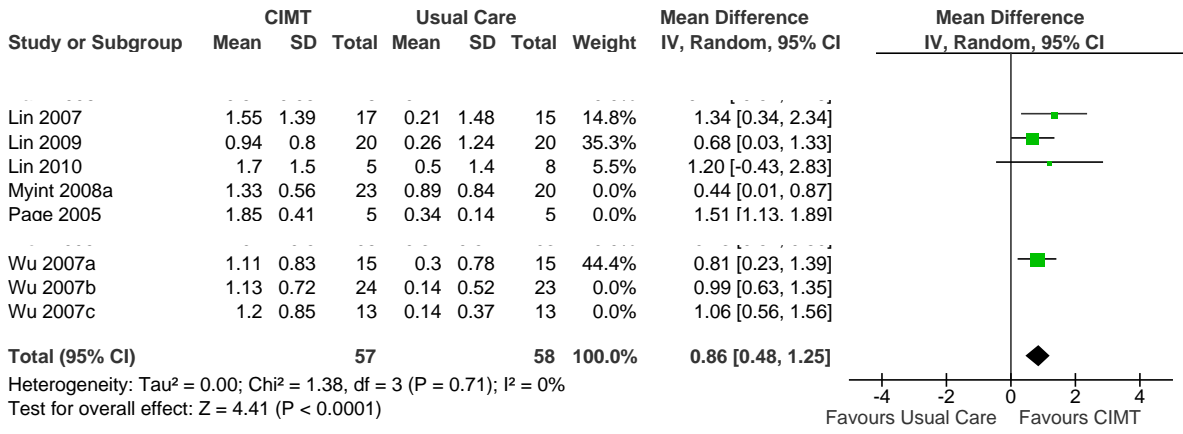 CIMT Usual Care Mean Difference Mean Difference
Study or Subgroup Mean SD Total Mean SD Total Weight IV, Random, 95% CI IV, Random, 95% CI
Lin 2007 1.55 1.39 17 0.21 1.48 15 14.8% 1.34 [0.34, 2.34]
Lin 2009 0.94 0.8 20 0.26 1.24 20 35.3% 0.68 [0.03, 1.33]
Lin 2010 1.7 1.5 5 0.5 1.4 8 5.5% 1.20 [-0.43, 2.83]
Myint 2008a 1.33 0.56 23 0.89 0.84 20 0.0% 0.44 [0.01, 0.87]
Page 2005 1.85 0.41 5 0.34 0.14 5 0.0% 1.51 [1.13, 1.89]
Wu 2007a 1.11 0.83 15 0.3 0.78 15 44.4% 0.81 [0.23, 1.39]
Wu 2007b 1.13 0.72 24 0.14 0.52 23 0.0% 0.99 [0.63, 1.35]
Wu 2007c 1.2 0.85 13 0.14 0.37 13 0.0% 1.06 [0.56, 1.56]
Total (95% CI) 57 58 100.0% 0.86 [0.48, 1.25]
Heterogeneity: Tau² = 0.00; Chi² = 1.38, df = 3 (P = 0.71); I² = 0%
Test for overall effect: Z = 4.41 (P < 0.0001)
-4 -2 0 2 4
Favours Usual Care Favours CIMT